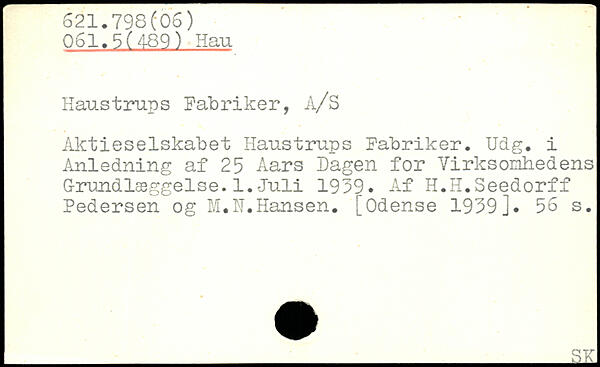 621.798(06)
061.5(489) Hau
Haustrups Fabriker, A/S
Aktieselskabet Haustrups Fabriker. Udg. i
Anledning af 25 Aars Dagen for Virksomhedens
Grundlæggelse.1.Juli 1939. Af H.H.Seedorff
Pedersen og M.N.Hansen. [Odense 1939]. 56 s.
SK